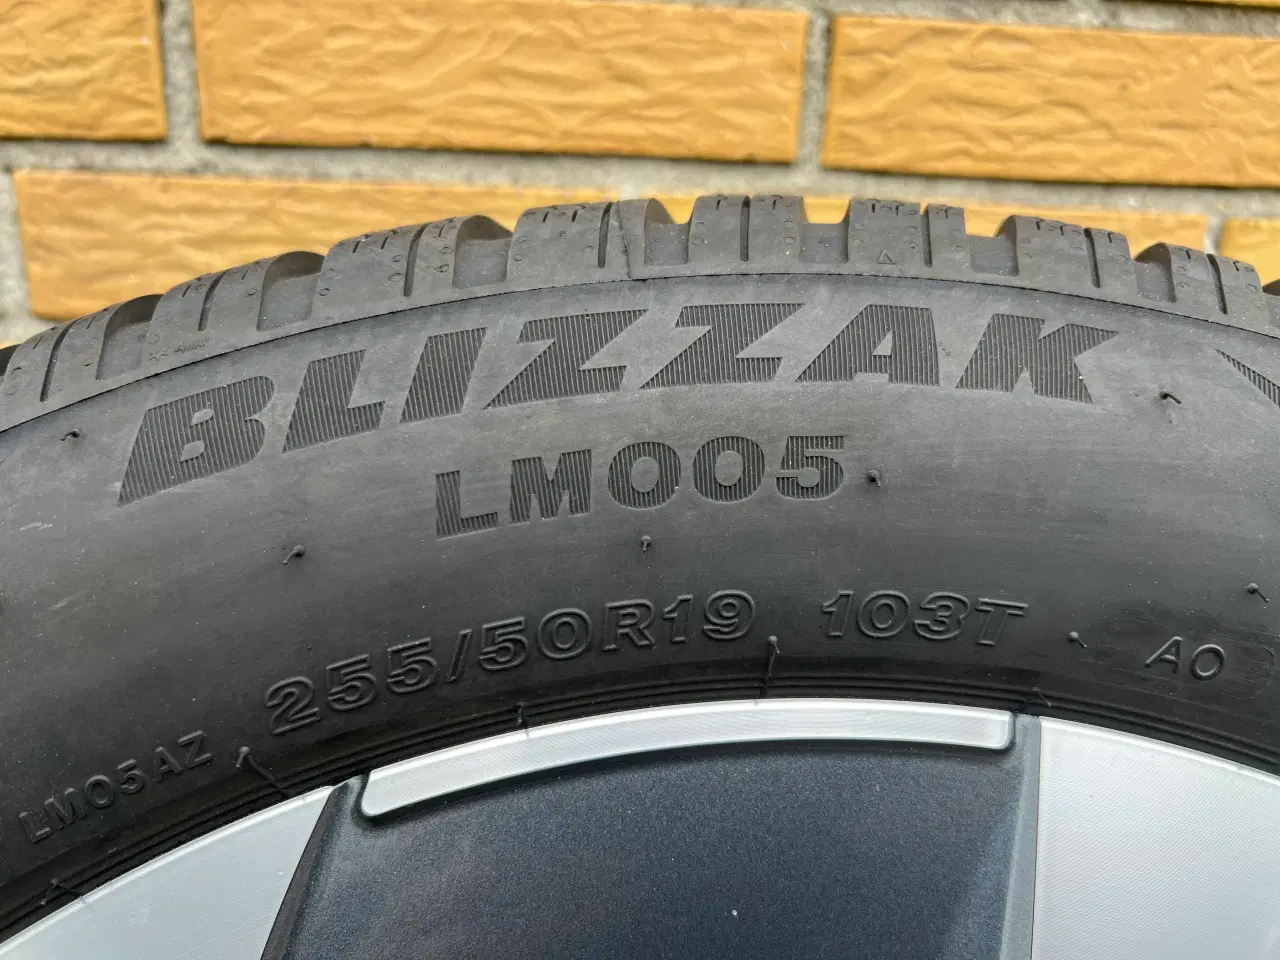 BLIZZAK
LM005
255/50R19 103T AO
LM05AZ